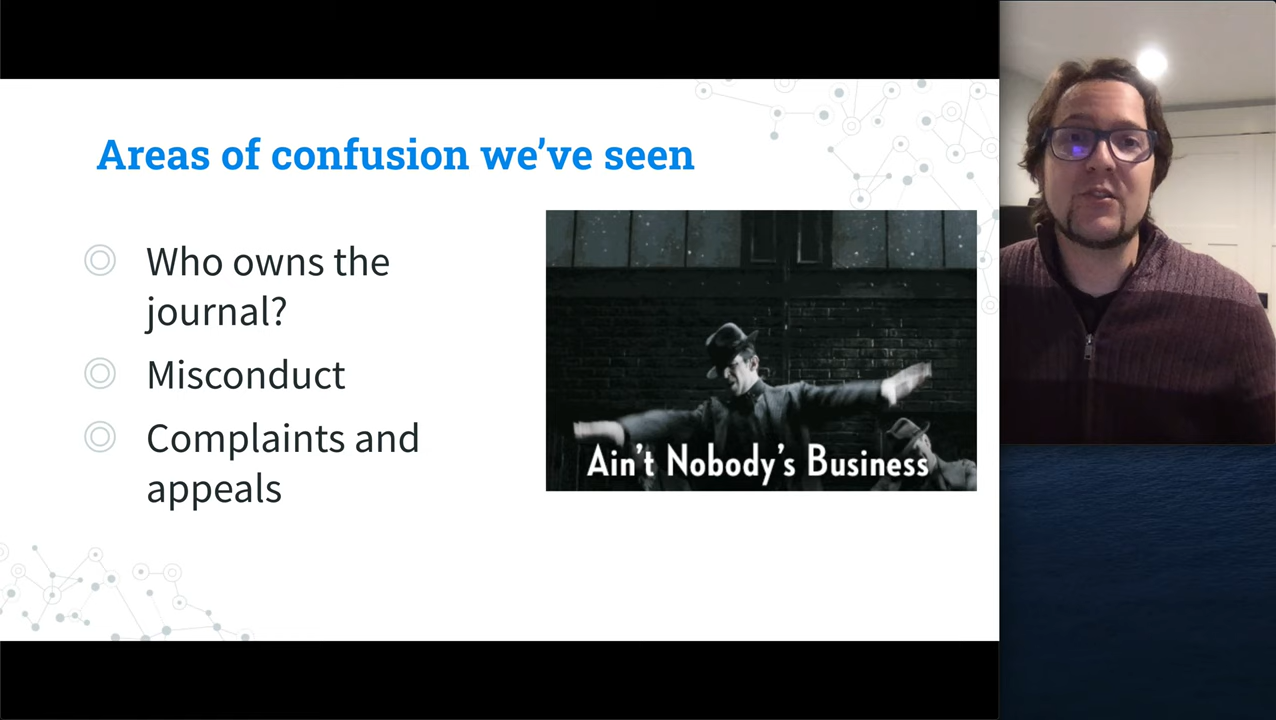 Areas of confusion we’ve seen
Who owns the
journal?
Misconduct
Complaints and
appeals
Ain't Nobody's Business